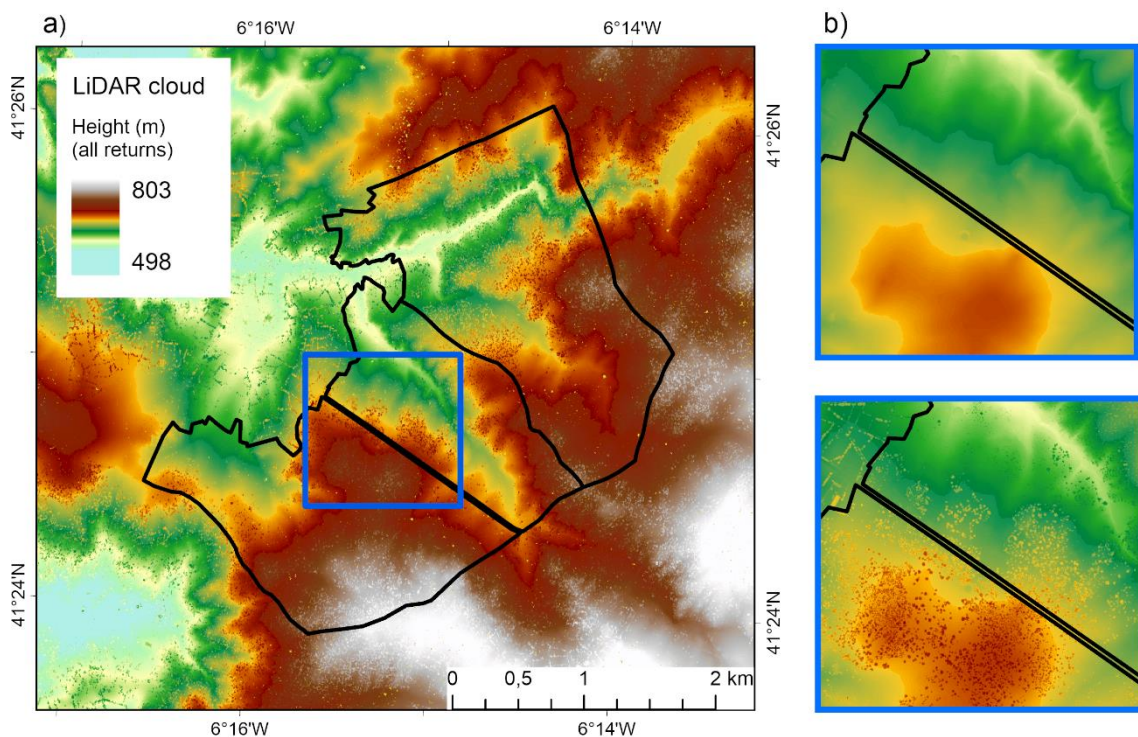 a)
6°16'W
6°14'W
b)
LiDAR cloud
Height (m)
(all returns)
803
498
41°26'N
41°26'N
41°24'N
41°24'N
0 0,5 1 2 km
6°16'W
6°14'W